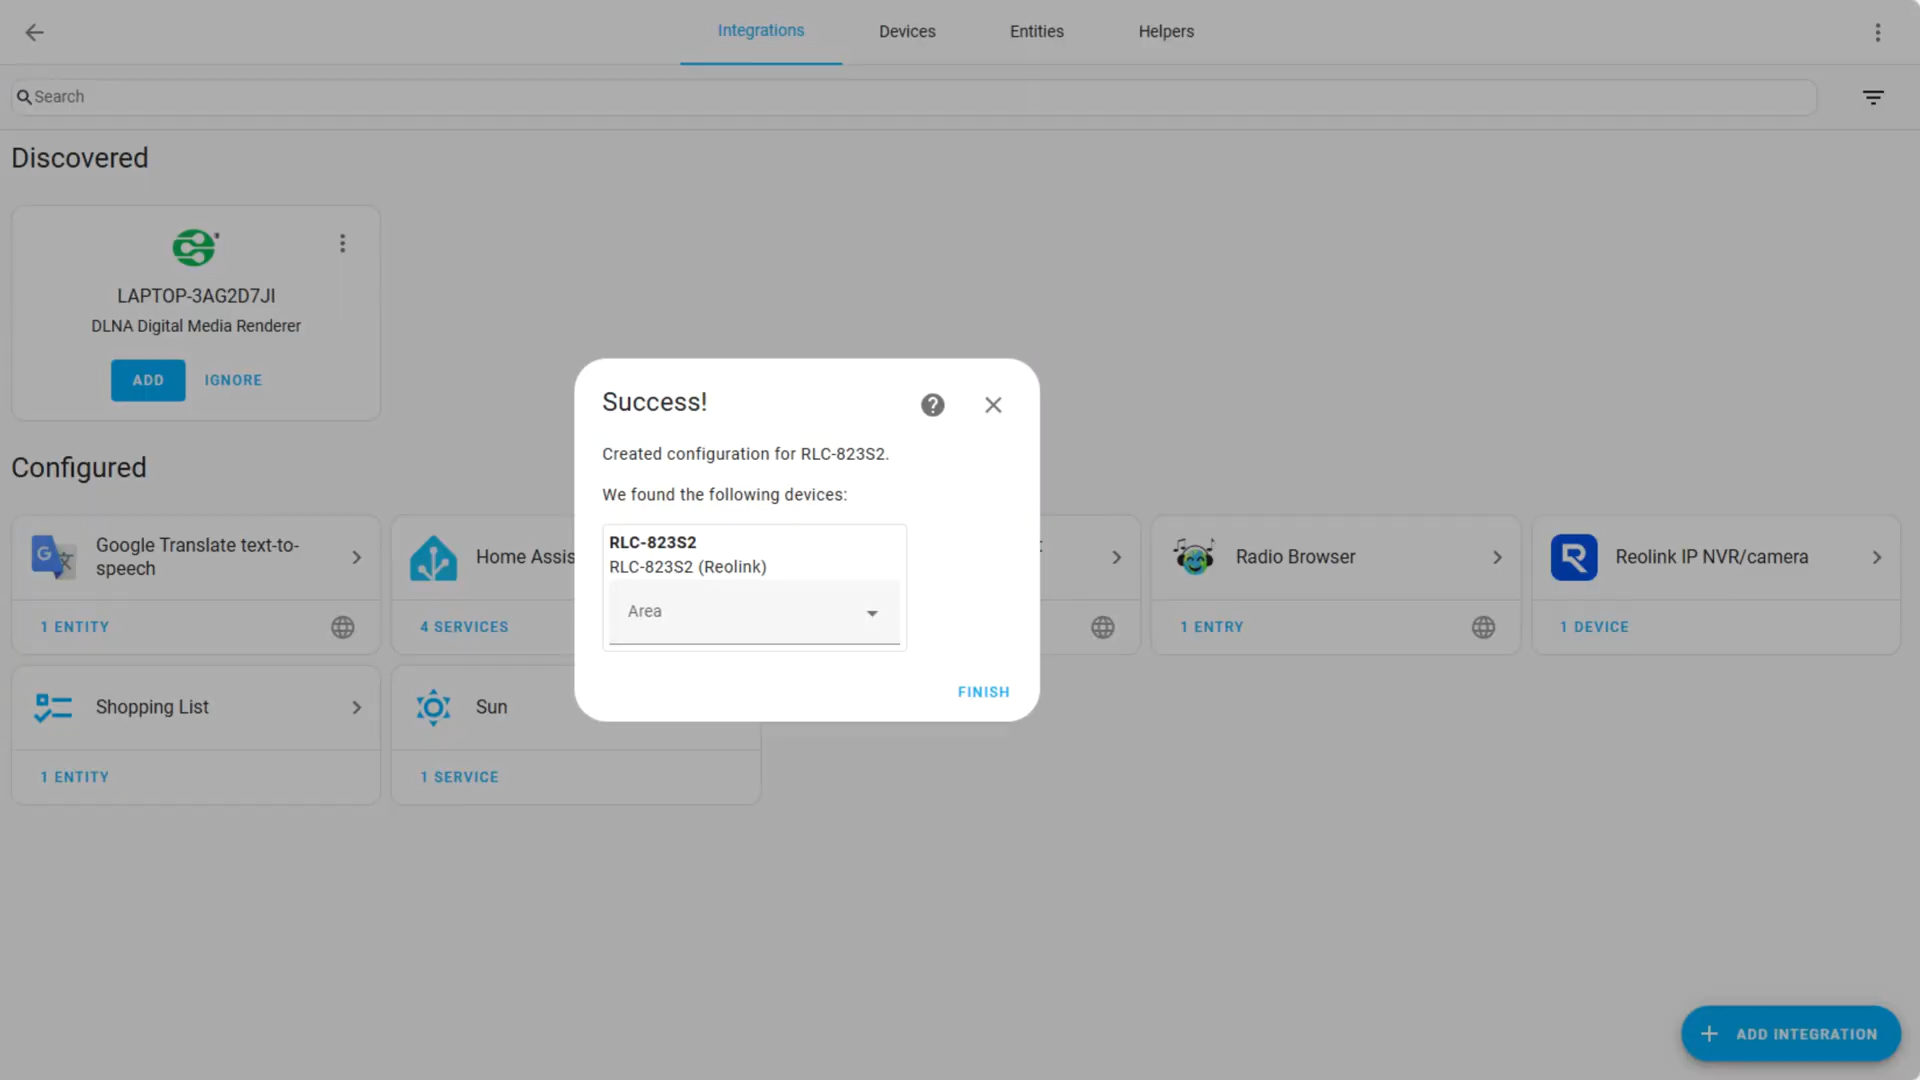 Integrations
Devices
Entities
Helpers
Search
Discovered
LAPTOP-3AG2D7JI
DLNA Digital Media Renderer
ADD
IGNORE
Success!
Created configuration for RLC-823S2.
We found the following devices:
RLC-823S2
RLC-823S2 (Reolink)
Area
FINISH
Configured
Google Translate text-to-
speech
1 ENTITY
Home Assis
4 SERVICES
Radio Browser
1 ENTRY
Reolink IP NVR/camera
1 DEVICE
Shopping List
1 ENTITY
Sun
1 SERVICE
ADD INTEGRATION